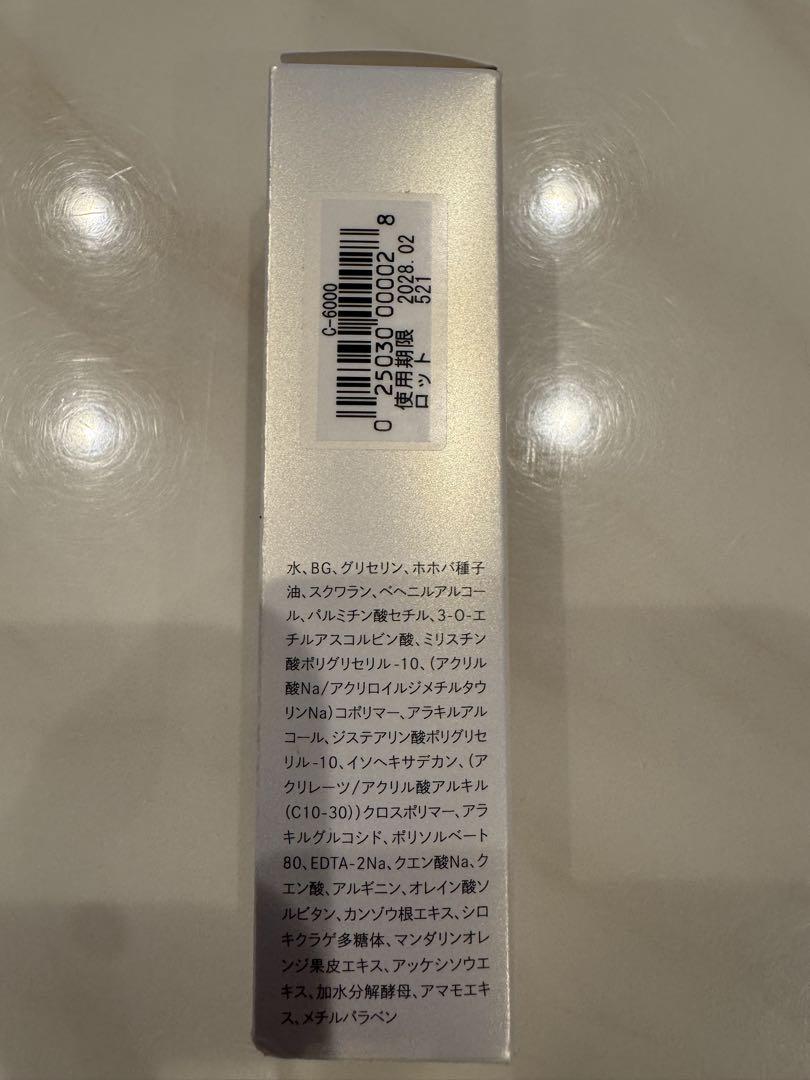 C-6000
0 25030 00002 8
使用期限 2028.02
ロット 521
水、BG、グリセリン、ホホバ種子
油、スクワラン、ベヘニルアルコー
ル、パルミチン酸セチル、3-O-エ
チルアスコルビン酸、ミリスチン
酸ポリグリセリル-10、(アクリル
酸Na/アクリロイルジメチルタウ
リンNa)コポリマー、アラキルアル
コール、ジステアリン酸ポリグリセ
リル-10、イソヘキサデカン、(ア
クリレーツ/アクリル酸アルキル
(C10-30))クロスポリマー、アラ
キルグルコシド、ポリソルベート
80、EDTA-2Na、クエン酸Na、ク
エン酸、アルギニン、オレイン酸ソ
ルビタン、カンゾウ根エキス、シロ
キクラゲ多糖体、マンダリンオレ
ンジ果皮エキス、アッケシソウエ
キス、加水分解酵母、アマモエキ
ス、メチルパラベン